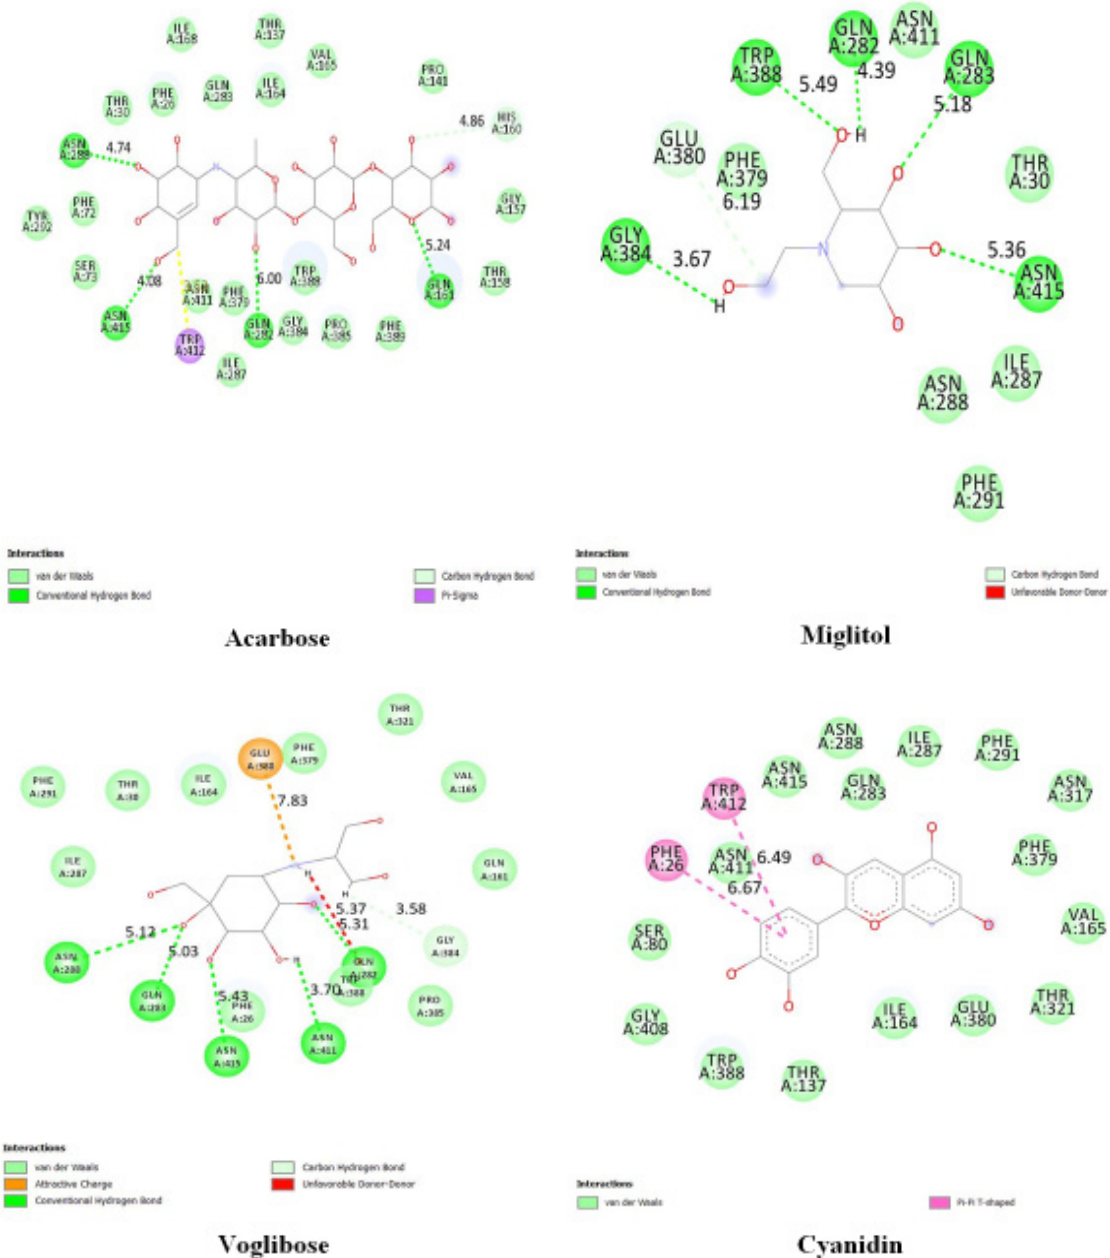 ILE
A:168
THR
A:137
VAL
A:165
PRO
A:141
THR
A:30
PHE
A:26
GLN
A:283
ILE
A:164
4.86
HIS
A:160
ASN
A:288
4.74
TYR
A:292
PHE
A:72
GLY
A:157
SER
A:73
4.08
ASN
A:411
PHE
A:379
6.00
TRP
A:388
5.24
GLN
A:161
THR
A:158
ASN
A:415
TRP
A:412
GLN
A:282
GLY
A:384
PRO
A:385
PHE
A:389
ILE
A:287
Interactions
van der Waals
Conventional Hydrogen Bond
Carbon Hydrogen Bond
Pi-Sigma
Acarbose
TRP
A:388
GLN
A:282
ASN
A:411
GLN
A:283
5.49
4.39
5.18
O
H
GLU
A:380
PHE
A:379
6.19
O
THR
A:30
GLY
A:384
3.67
N
O
5.36
ASN
A:415
O
H
O
ASN
A:288
ILE
A:287
PHE
A:291
Interactions
van der Waals
Conventional Hydrogen Bond
Carbon Hydrogen Bond
Unfavorable Donor-Donor
Miglitol
THR
A:321
GLU
A:380
PHE
A:379
PHE
A:291
THR
A:30
ILE
A:164
VAL
A:165
7.83
ILE
A:287
GLN
A:161
H
H
5.37
5.31
3.58
5.12
5.03
GLY
A:384
ASN
A:288
GLN
A:283
5.43
PHE
A:26
H
3.70
GLN
A:282
TRP
A:388
PRO
A:385
ASN
A:415
ASN
A:411
Interactions
van der Waals
Attractive Charge
Conventional Hydrogen Bond
Carbon Hydrogen Bond
Unfavorable Donor-Donor
Voglibose
ASN
A:288
ILE
A:287
PHE
A:291
ASN
A:415
GLN
A:283
TRP
A:412
ASN
A:317
PHE
A:26
ASN
A:411
6.49
6.67
O
O
PHE
A:379
SER
A:80
O
O
VAL
A:165
O
O
GLY
A:408
ILE
A:164
GLU
A:380
THR
A:321
TRP
A:388
THR
A:137
Interactions
van der Waals
Pi-Pi T-shaped
Cyanidin